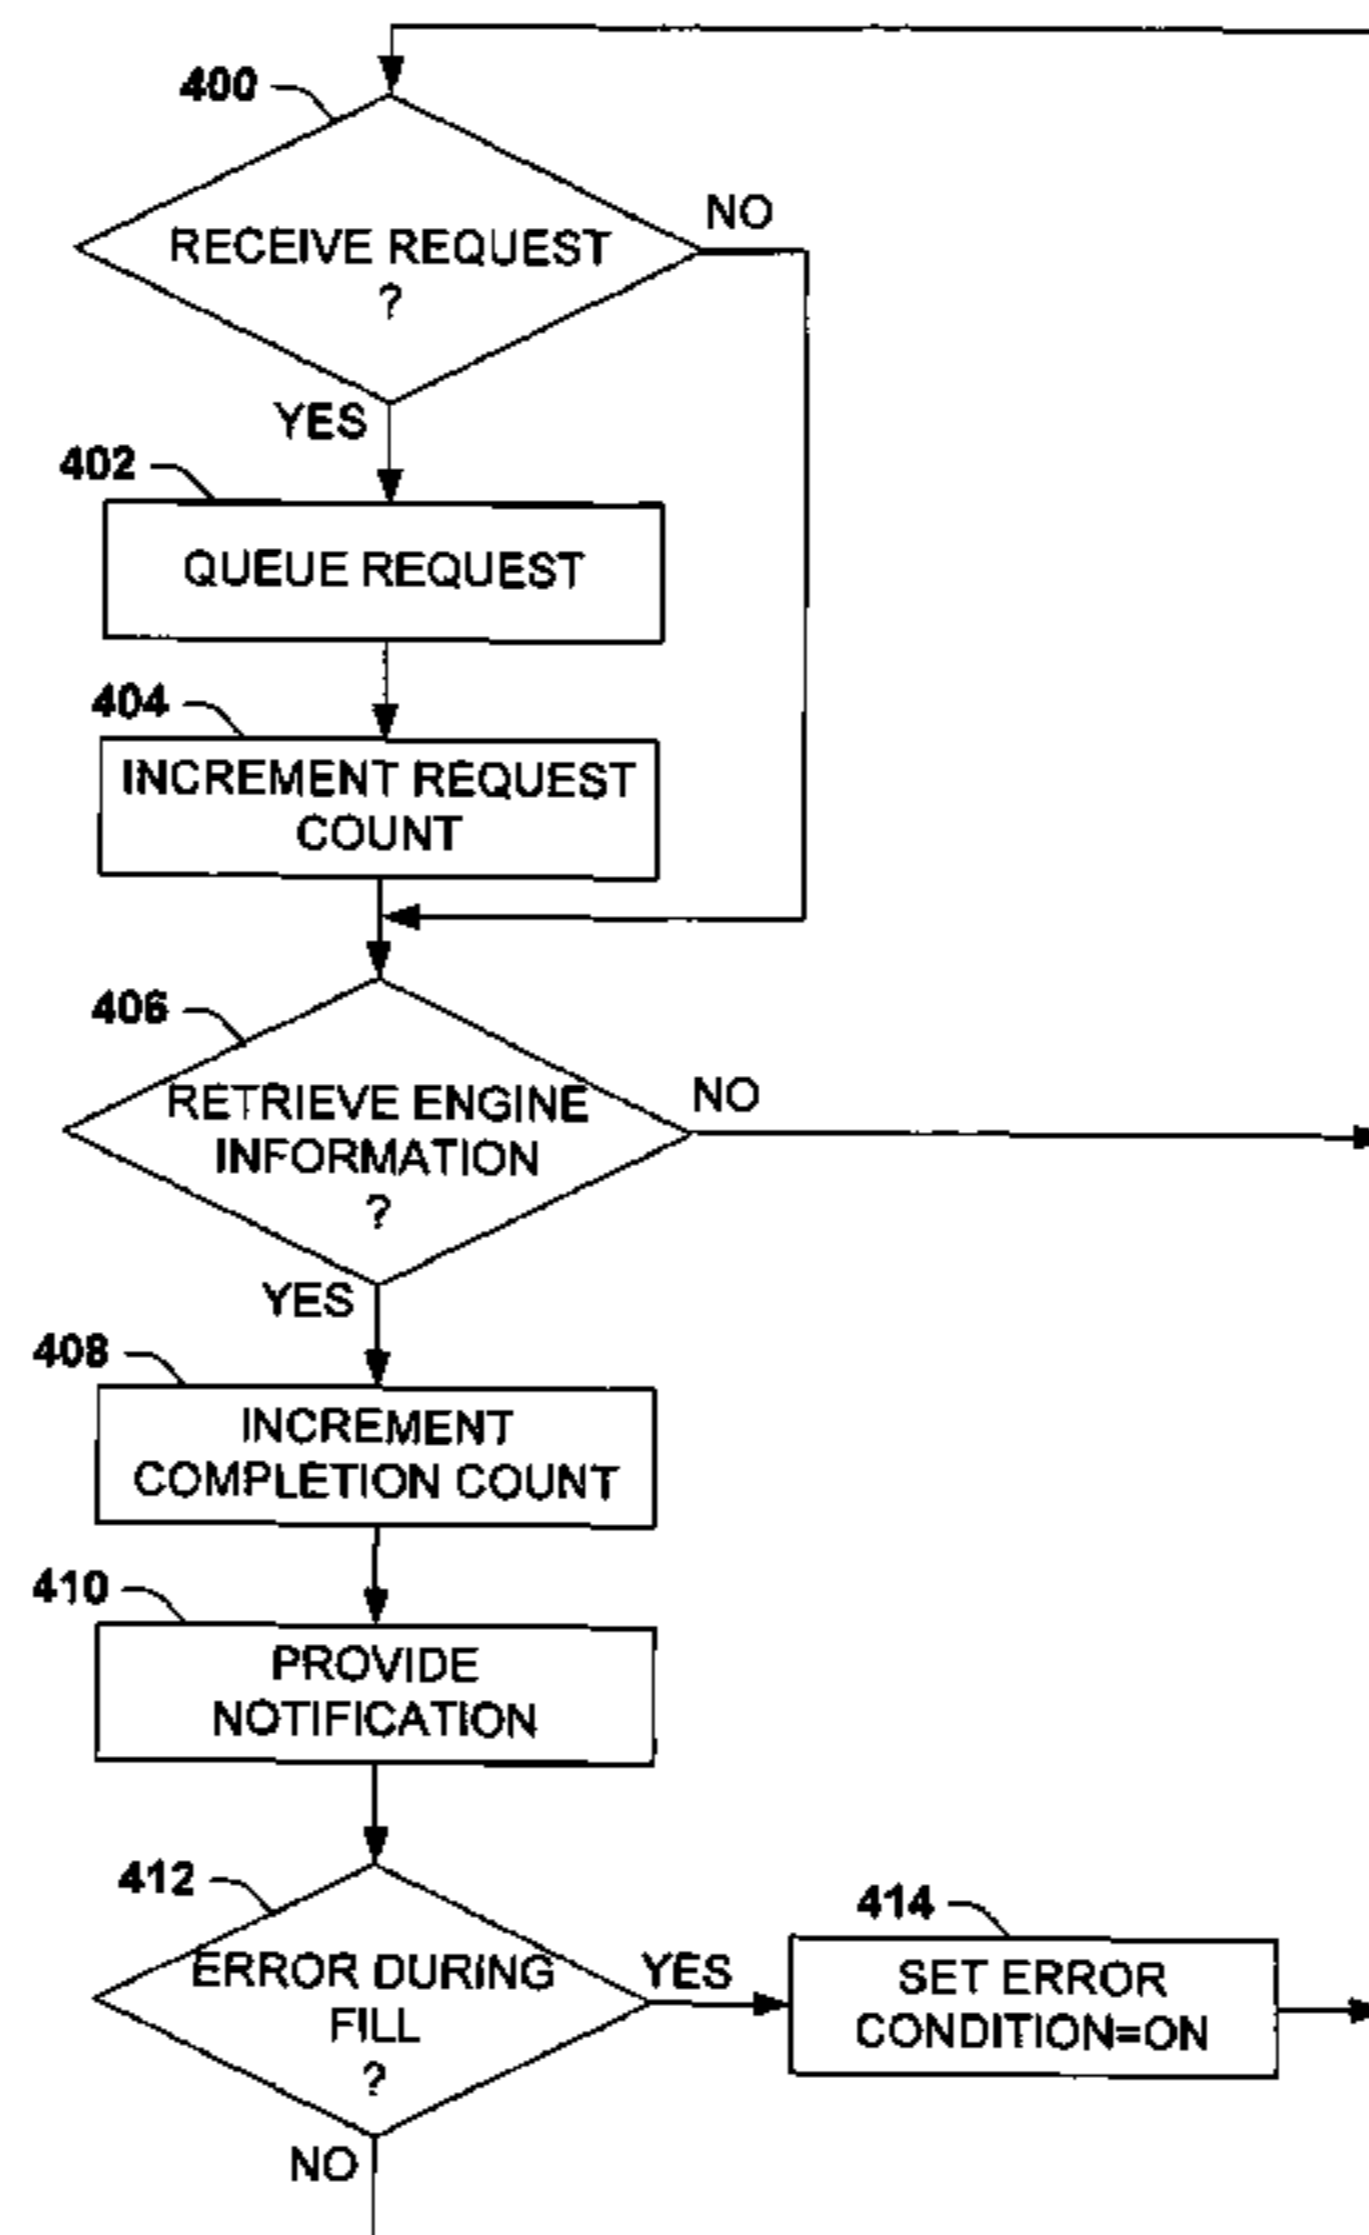 400
RECEIVE REQUEST
?
NO
YES
402
QUEUE REQUEST
404
INCREMENT REQUEST
COUNT
406
RETRIEVE ENGINE
INFORMATION
?
NO
YES
408
INCREMENT
COMPLETION COUNT
410
PROVIDE
NOTIFICATION
412
ERROR DURING
FILL
?
YES
414
SET ERROR
CONDITION=ON
NO